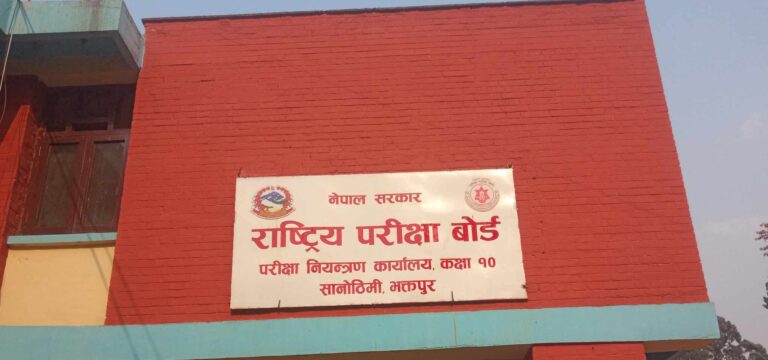 नेपाल सरकार
राष्ट्रिय परीक्षा बोर्ड
परीक्षा नियन्त्रण कार्यालय, कक्षा १०
सानोठिमी, भक्तपुर